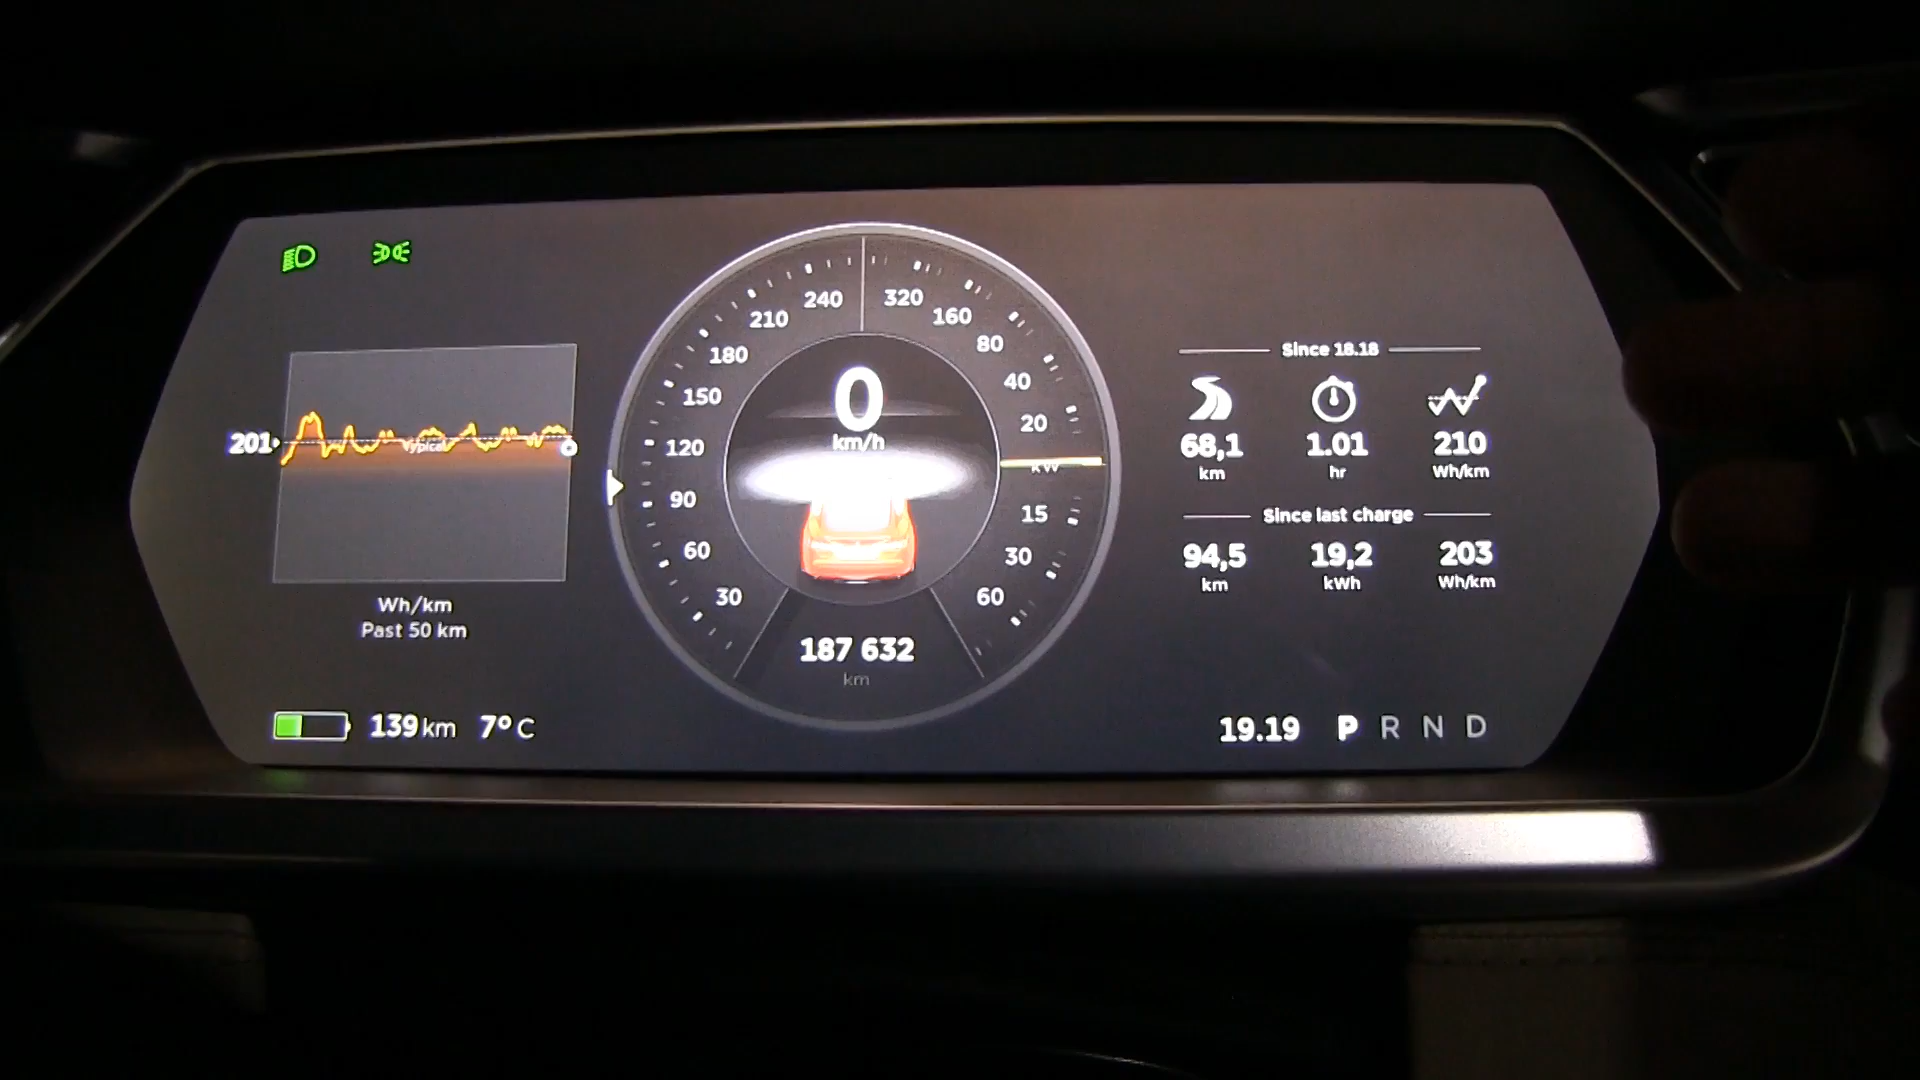 240
320
210
160
180
80
150
40
120
20
90
15
60
30
30
60
0
km/h
kW
187 632
km
201
Typical
Wh/km
Past 50 km
139 km 7° C
Since 18.18
68,1 1.01 210
km hr Wh/km
Since last charge
94,5 19,2 203
km kWh Wh/km
19.19 P R N D